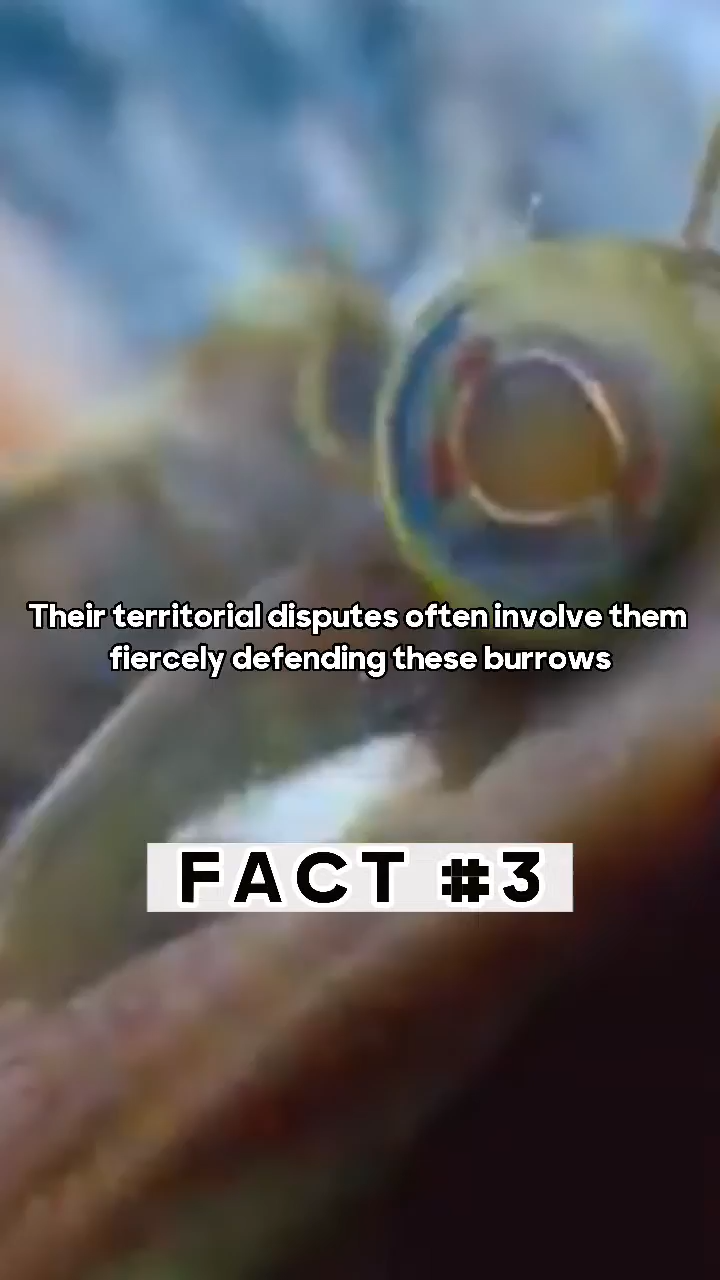 Their territorial disputes often involve them
fiercely defending these burrows
FACT #3